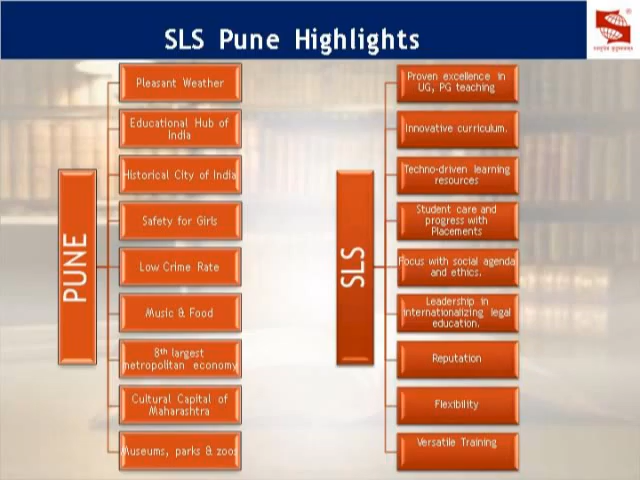 SLS Pune Highlights
PUNE
Pleasant Weather
Educational Hub of
India
Historical City of India
Safety for Girls
Low Crime Rate
Music & Food
8th largest
metropolitan economy
Cultural Capital of
Maharashtra
Museums, parks & zoos
SLS
Proven excellence in
UG, PG teaching
Innovative curriculum.
Techno-driven learning
resources
Student care and
progress with
Placements
Focus with social agenda
and ethics.
Leadership in
internationalizing legal
education.
Reputation
Flexibility
Versatile Training